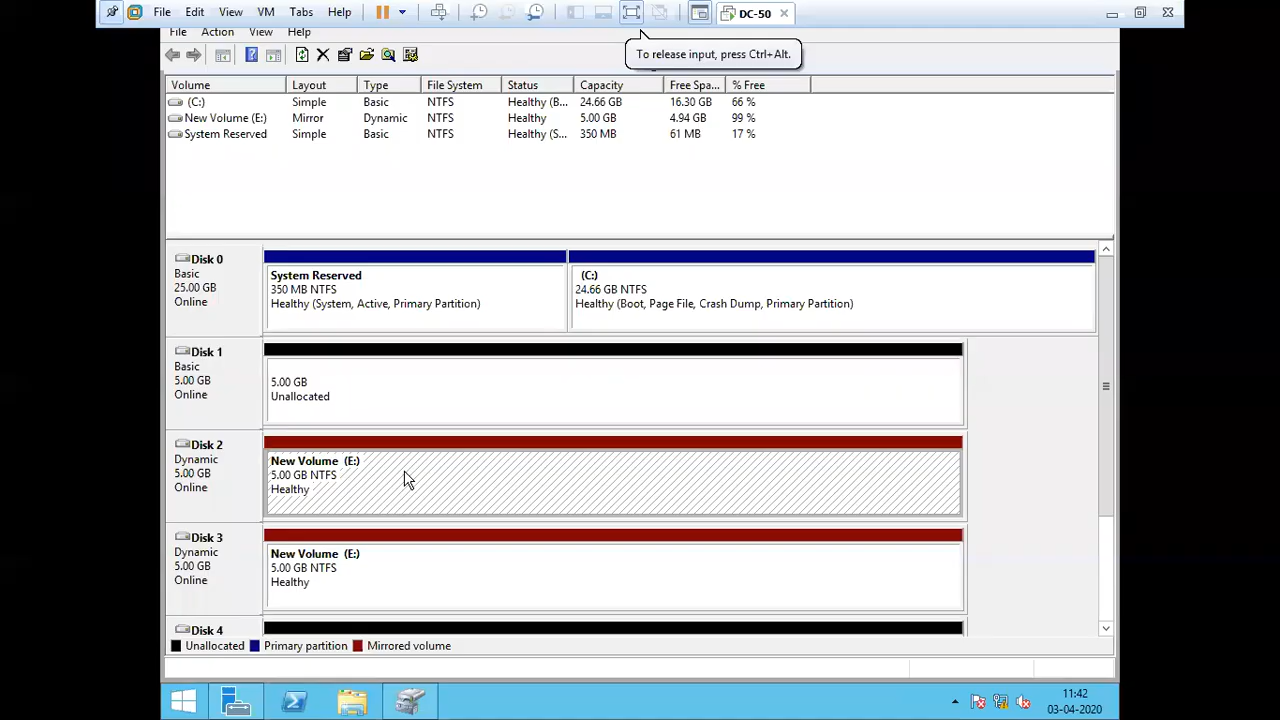 File Edit View VM Tabs Help DC-50
File Action View Help
To release input, press Ctrl+Alt.
Volume Layout Type File System Status Capacity Free Spa... % Free
(C:) Simple Basic NTFS Healthy (B... 24.66 GB 16.30 GB 66 %
New Volume (E:) Mirror Dynamic NTFS Healthy 5.00 GB 4.94 GB 99 %
System Reserved Simple Basic NTFS Healthy (S... 350 MB 61 MB 17 %
Disk 0
Basic
25.00 GB
Online
System Reserved
350 MB NTFS
Healthy (System, Active, Primary Partition)
(C:)
24.66 GB NTFS
Healthy (Boot, Page File, Crash Dump, Primary Partition)
Disk 1
Basic
5.00 GB
Online
5.00 GB
Unallocated
Disk 2
Dynamic
5.00 GB
Online
New Volume (E:)
5.00 GB NTFS
Healthy
Disk 3
Dynamic
5.00 GB
Online
New Volume (E:)
5.00 GB NTFS
Healthy
Disk 4
Unallocated Primary partition Mirrored volume
11:42
03-04-2020